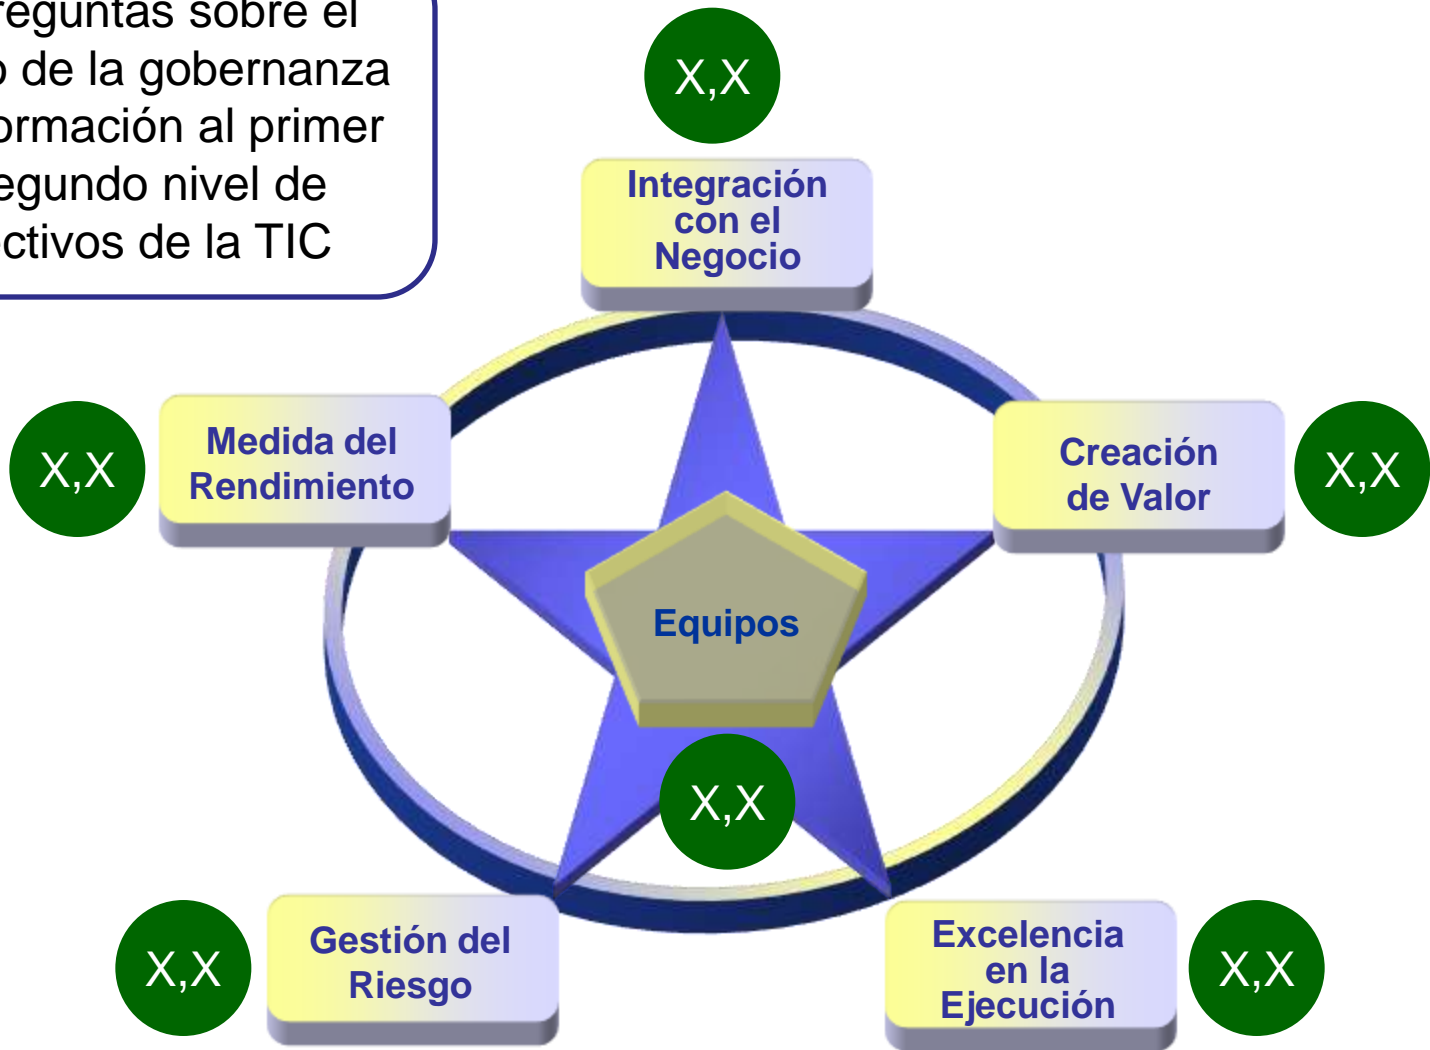 reguntas sobre el
o de la gobernanza
ormación al primer
egundo nivel de
ectivos de la TIC
X,X
Integración
con el
Negocio
X,X
Medida del
Rendimiento
Creación
de Valor
X,X
Equipos
X,X
X,X
Gestión del
Riesgo
Excelencia
en la
Ejecución
X,X